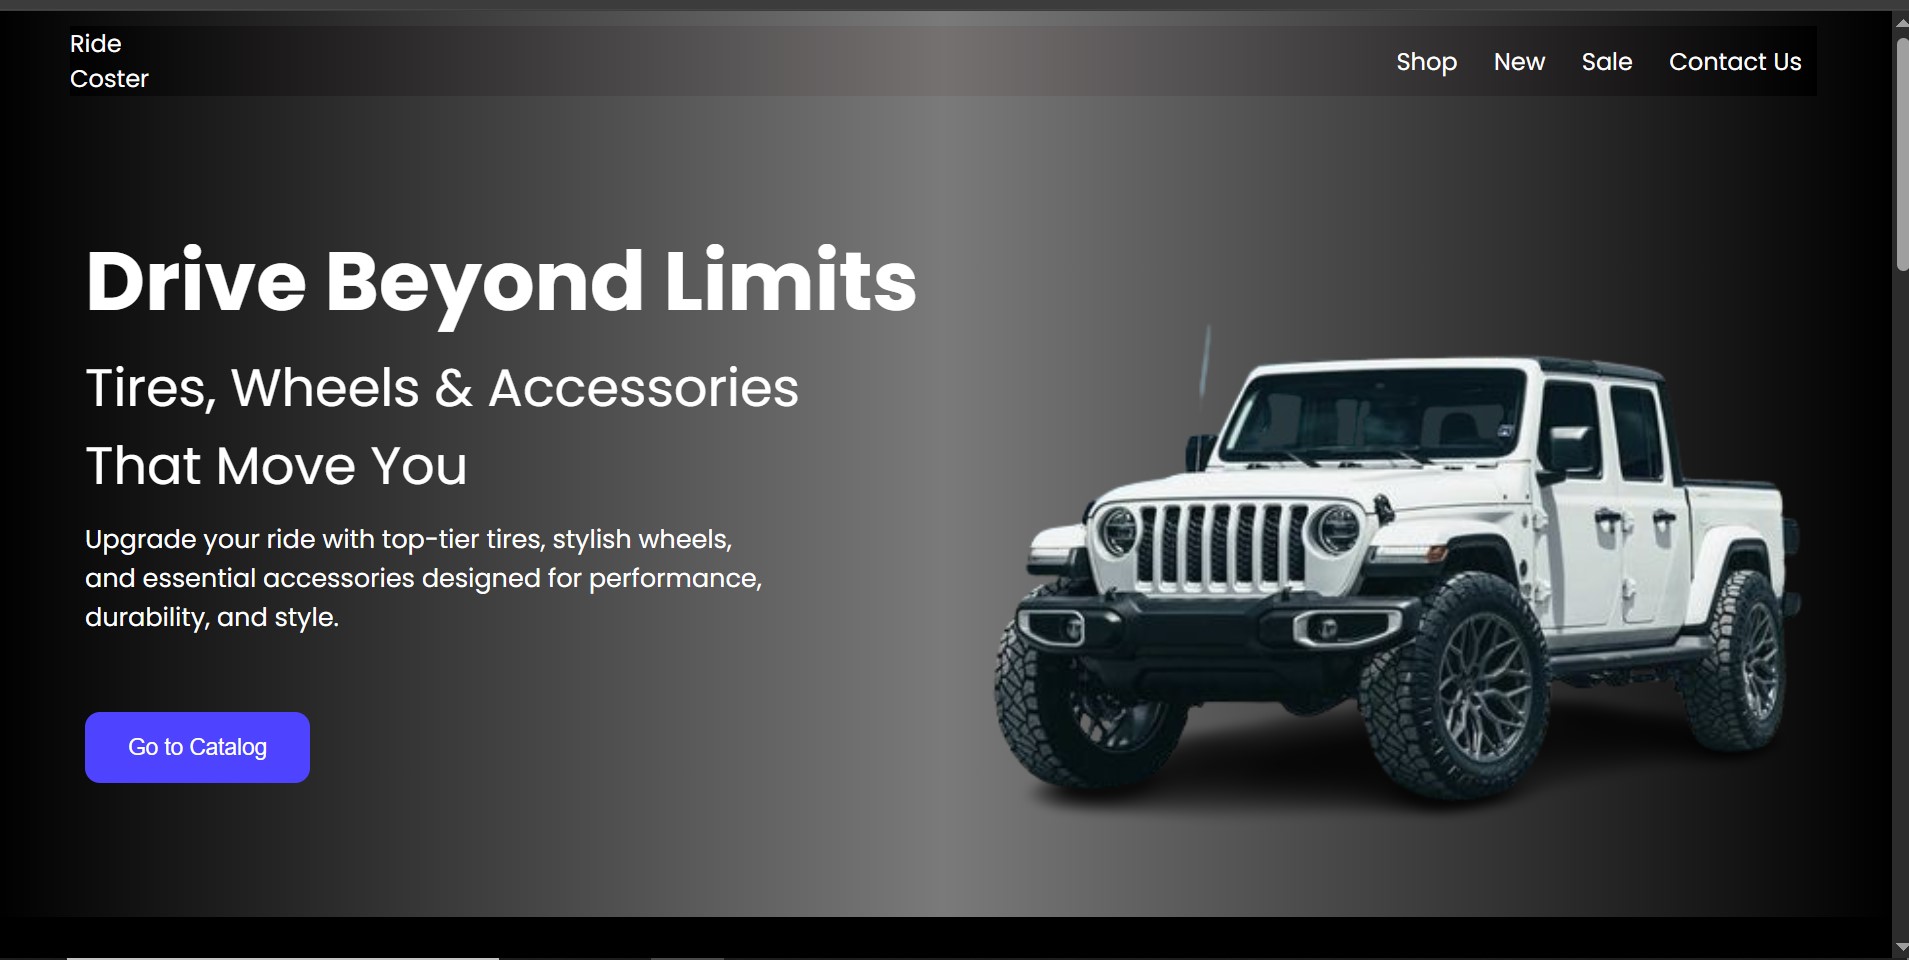 Ride
Coster
Shop New Sale Contact Us
Drive Beyond Limits
Tires, Wheels & Accessories
That Move You
Upgrade your ride with top-tier tires, stylish wheels,
and essential accessories designed for performance,
durability, and style.
Go to Catalog